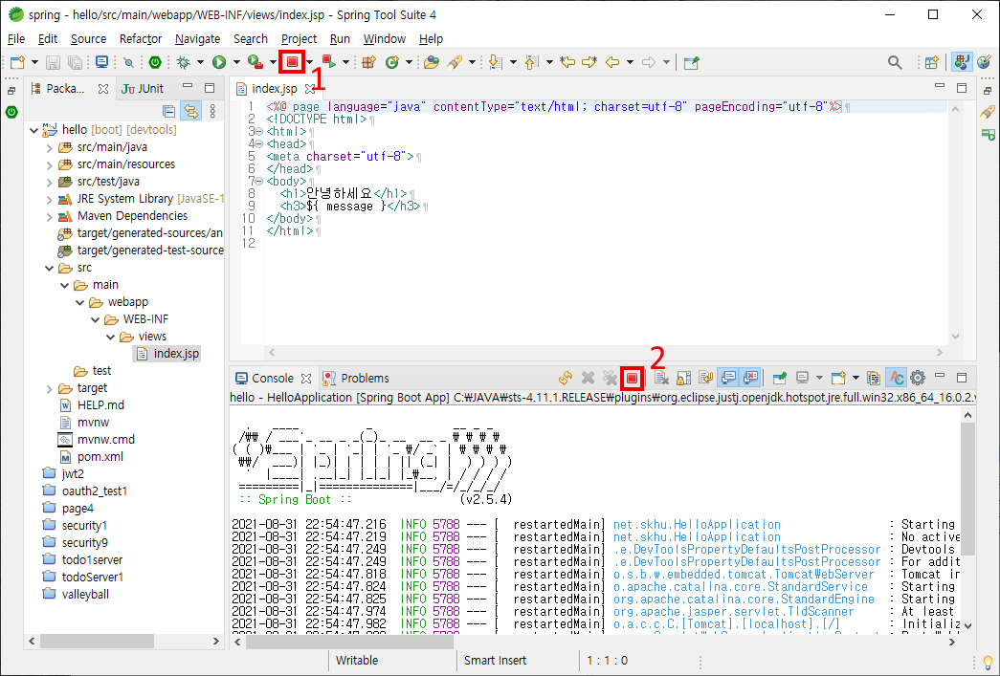 spring - hello/src/main/webapp/WEB-INF/views/index.jsp - Spring Tool Suite 4
File Edit Source Refactor Navigate Search Project Run Window Help
1
Packa... JUnit
index.jsp
hello [boot] [devtools]
src/main/java
src/main/resources
src/test/java
JRE System Library [JavaSE-1
Maven Dependencies
target/generated-sources/an
target/generated-test-source
src
main
webapp
WEB-INF
views
index.jsp
test
target
HELP.md
mvnw
mvnw.cmd
pom.xml
jwt2
oauth2_test1
page4
security1
security9
todo1server
todoServer1
valleyball
1 <%@ page language="java" contentType="text/html; charset=utf-8" pageEncoding="utf-8"%>¶
2 <!DOCTYPE html>¶
3 <html>¶
4 <head>¶
5 <meta charset="utf-8">¶
6 </head>¶
7 <body>¶
8 <h1>안녕하세요</h1>¶
9 <h3>${ message }</h3>¶
10 </body>¶
11 </html>¶
12
2
Console Problems
hello - HelloApplication [Spring Boot App] C:₩JAVA₩sts-4.11.1.RELEASE₩plugins₩org.eclipse.justj.openjdk.hotspot.jre.full.win32.x86_64_16.0.2.v
:: Spring Boot :: (v2.5.4)
2021-08-31 22:54:47.216 INFO 5788 --- [ restartedMain] net.skhu.HelloApplication : Starting
2021-08-31 22:54:47.219 INFO 5788 --- [ restartedMain] net.skhu.HelloApplication : No active
2021-08-31 22:54:47.249 INFO 5788 --- [ restartedMain] .e.DevToolsPropertyDefaultsPostProcessor : Devtools
2021-08-31 22:54:47.249 INFO 5788 --- [ restartedMain] .e.DevToolsPropertyDefaultsPostProcessor : For addit
2021-08-31 22:54:47.818 INFO 5788 --- [ restartedMain] o.s.b.w.embedded.tomcat.TomcatWebServer : Tomcat in
2021-08-31 22:54:47.824 INFO 5788 --- [ restartedMain] o.apache.catalina.core.StandardService : Starting
2021-08-31 22:54:47.825 INFO 5788 --- [ restartedMain] org.apache.catalina.core.StandardEngine : Starting
2021-08-31 22:54:47.974 INFO 5788 --- [ restartedMain] org.apache.jasper.servlet.TldScanner : At least
2021-08-31 22:54:47.982 INFO 5788 --- [ restartedMain] o.a.c.c.C.[Tomcat].[localhost].[/] : Initializ
Writable Smart Insert 1 : 1 : 0